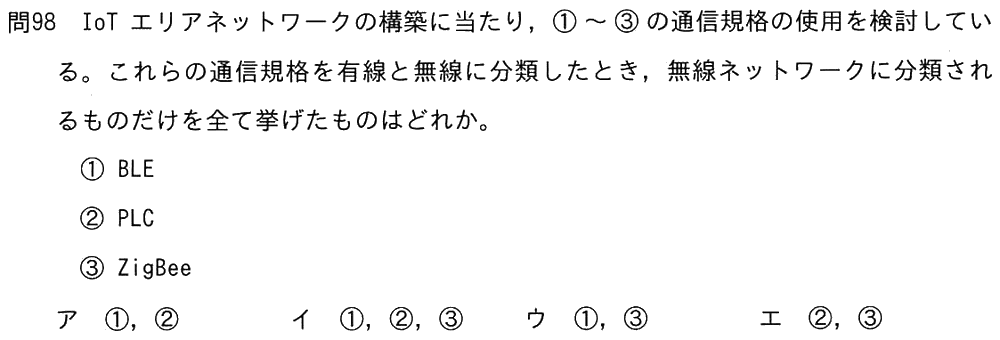 問98 IoT エリアネットワークの構築に当たり，①～③の通信規格の使用を検討してい
る。これらの通信規格を有線と無線に分類したとき，無線ネットワークに分類され
るものだけを全て挙げたものはどれか。
① BLE
② PLC
③ ZigBee
ア ①，② イ ①，②，③ ウ ①，③ エ ②，③